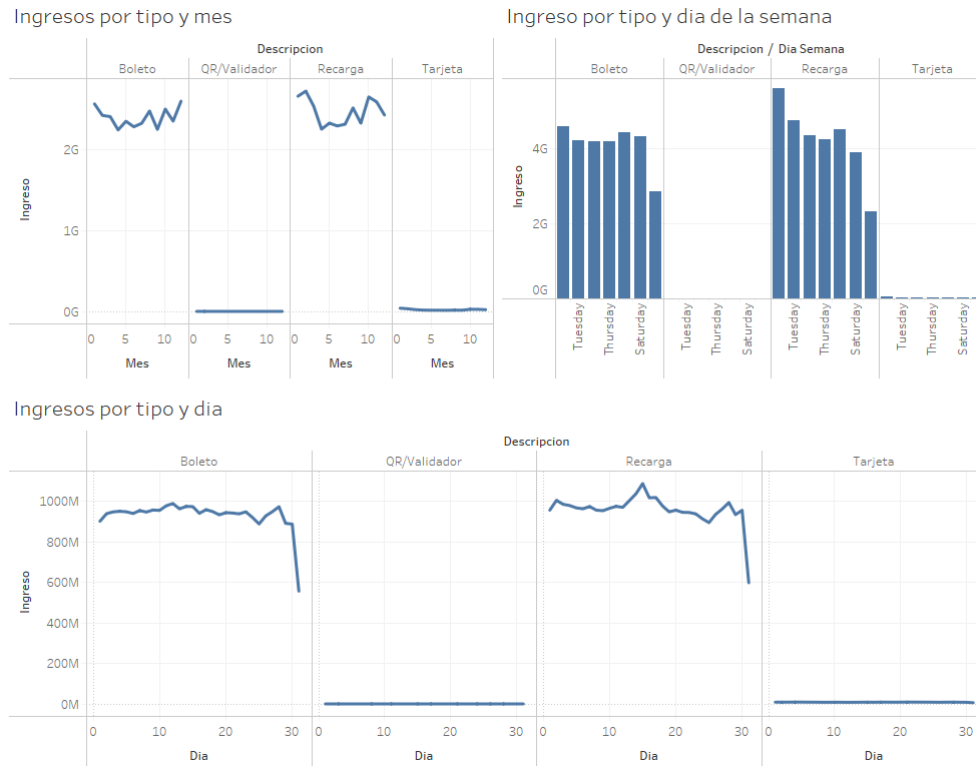 Ingresos por tipo y mes
Descripcion
Boleto QR/Validador Recarga Tarjeta
2G
1G
0G
Ingreso
0 5 10 0 5 10 0 5 10 0 5 10
Mes Mes Mes Mes
Ingreso por tipo y dia de la semana
Descripcion / Dia Semana
Boleto QR/Validador Recarga Tarjeta
4G
2G
0G
Ingreso
Tuesday Thursday Saturday Tuesday Thursday Saturday Tuesday Thursday Saturday Tuesday Thursday Saturday
Ingresos por tipo y dia
Descripcion
Boleto QR/Validador Recarga Tarjeta
1000M
800M
600M
400M
200M
0M
Ingreso
0 10 20 30 0 10 20 30 0 10 20 30 0 10 20 30
Dia Dia Dia Dia